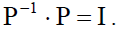 P⁻¹ · P = I .